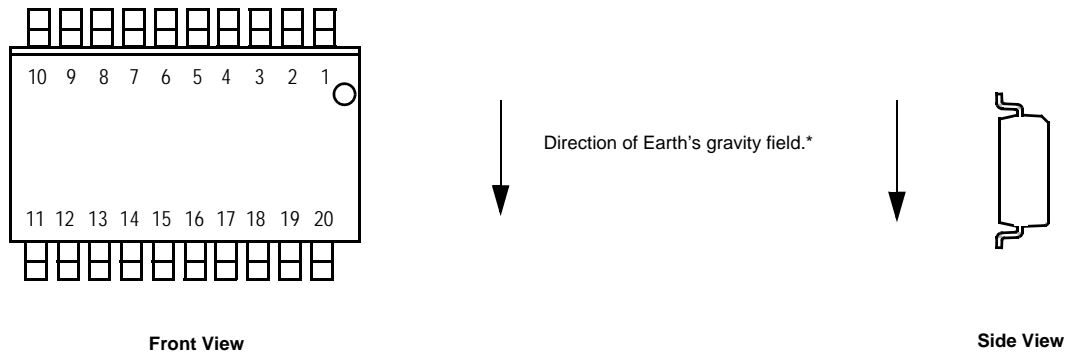 10 9 8 7 6 5 4 3 2 1
Direction of Earth's gravity field.*
11 12 13 14 15 16 17 18 19 20
Front View
Side View